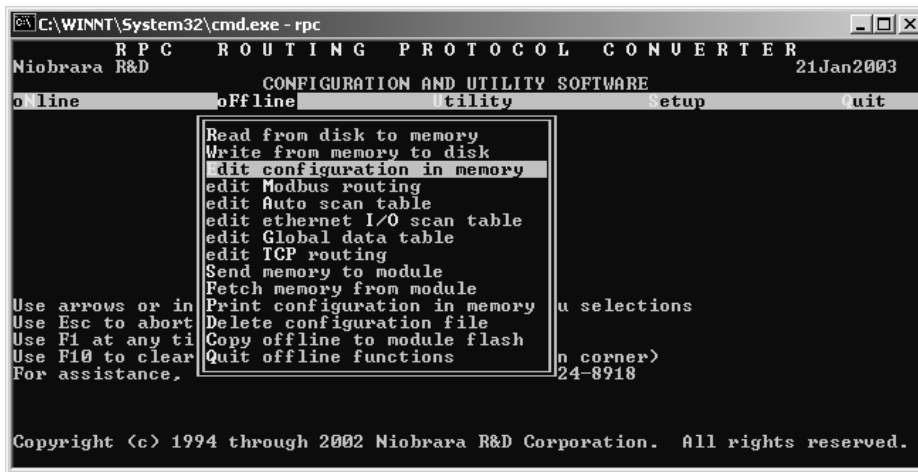 C:\WINNT\System32\cmd.exe - rpc
R P C   R O U T I N G   P R O T O C O L   C O N V E R T E R
Niobrara R&D   21Jan2003
CONFIGURATION AND UTILITY SOFTWARE
oNline   oFfline   Utility   Setup   Quit
Read from disk to memory
Write from memory to disk
Edit configuration in memory
edit Modbus routing
edit Auto scan table
edit ethernet I/O scan table
edit Global data table
edit TCP routing
Send memory to module
Fetch memory from module
Use arrows or in Print configuration in memory u selections
Use Esc to abort Delete configuration file
Use F1 at any ti Copy offline to module flash
Use F10 to clear Quit offline functions n corner)
For assistance, 24-8918
Copyright (c) 1994 through 2002 Niobrara R&D Corporation.  All rights reserved.